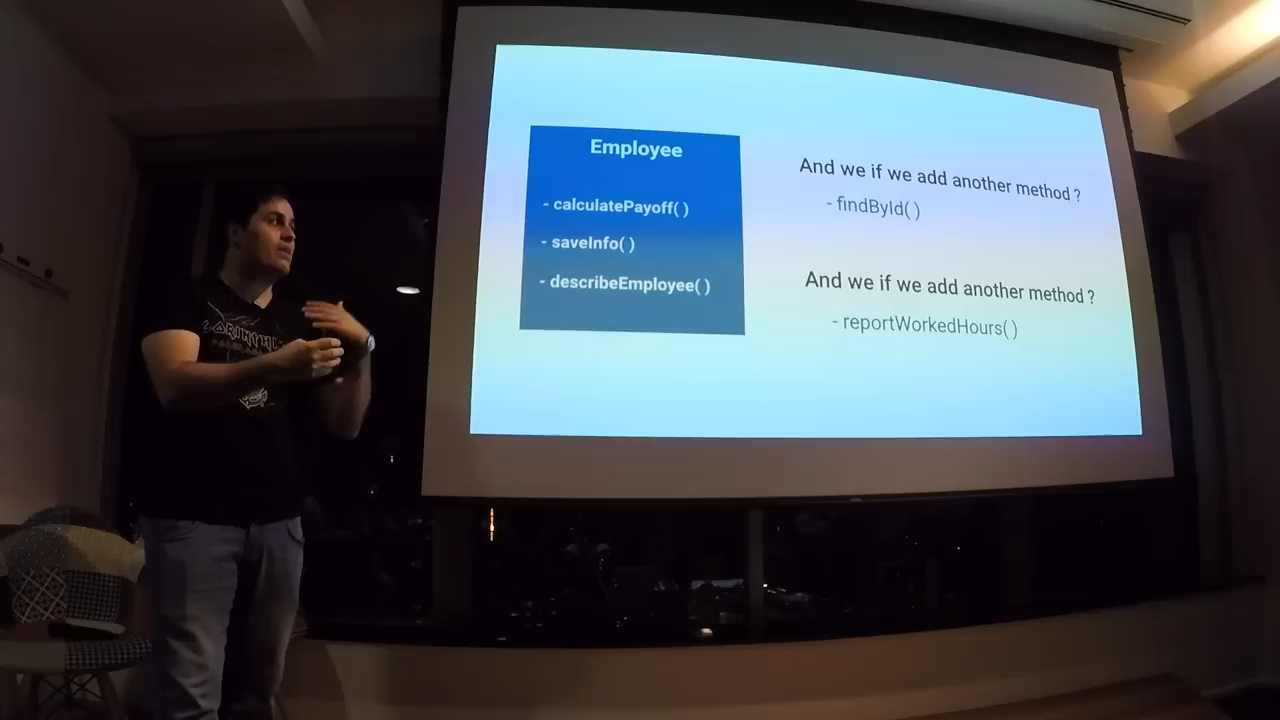 Employee
- calculatePayoff( )
- saveInfo( )
- describeEmployee( )
And we if we add another method ?
- findById( )
And we if we add another method ?
- reportWorkedHours( )